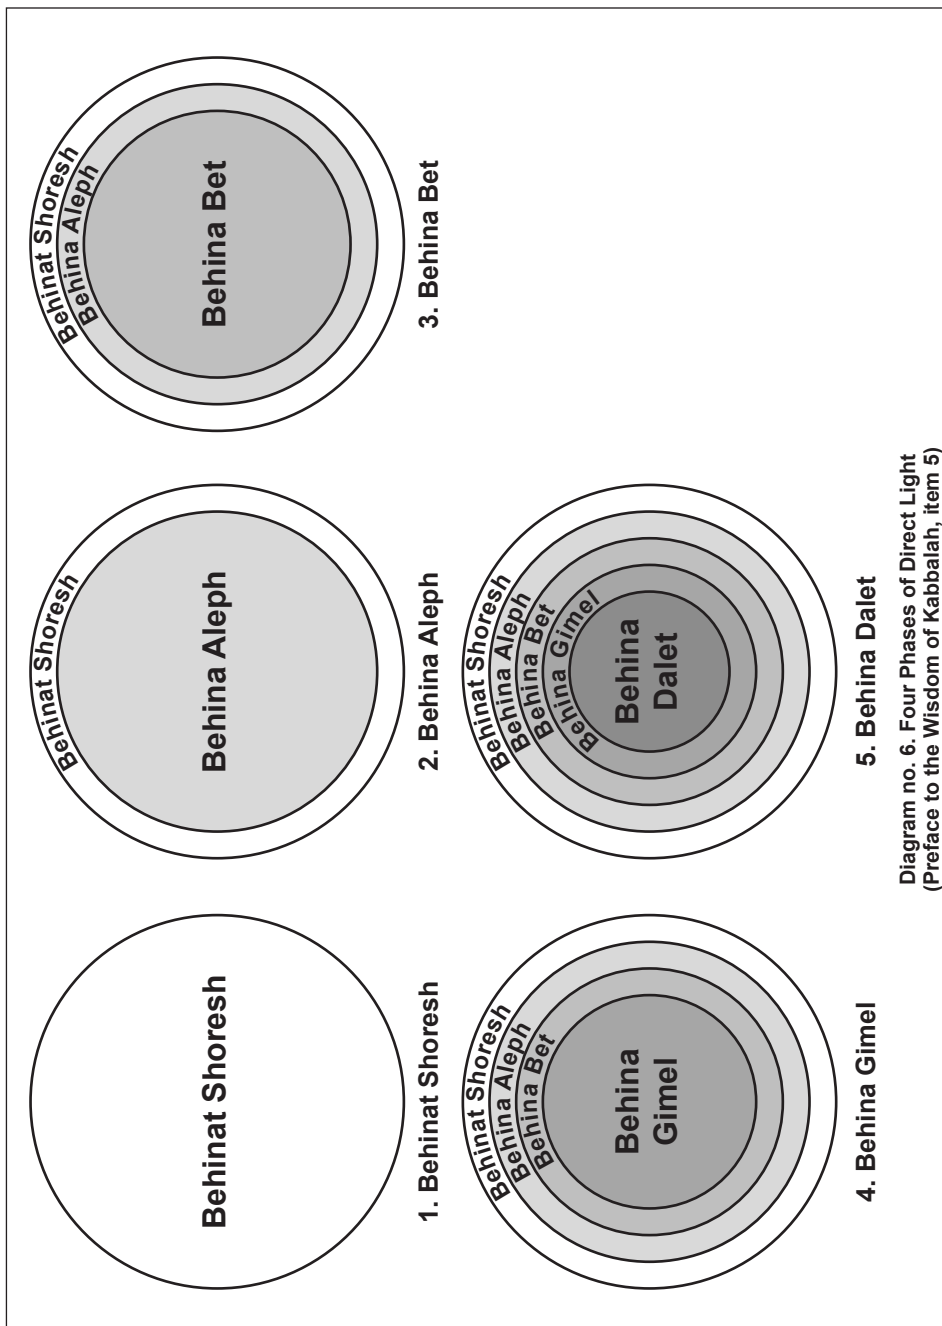 Behinat Shoresh
1. Behinat Shoresh
Behinat Shoresh
Behina Aleph
2. Behina Aleph
Behinat Shoresh
Behina Aleph
Behina Bet
3. Behina Bet
Behinat Shoresh
Behina Aleph
Behina Bet
Behina
Gimel
4. Behina Gimel
Behinat Shoresh
Behina Aleph
Behina Bet
Behina Gimel
Behina
Dalet
5. Behina Dalet
Diagram no. 6. Four Phases of Direct Light
(Preface to the Wisdom of Kabbalah, item 5)